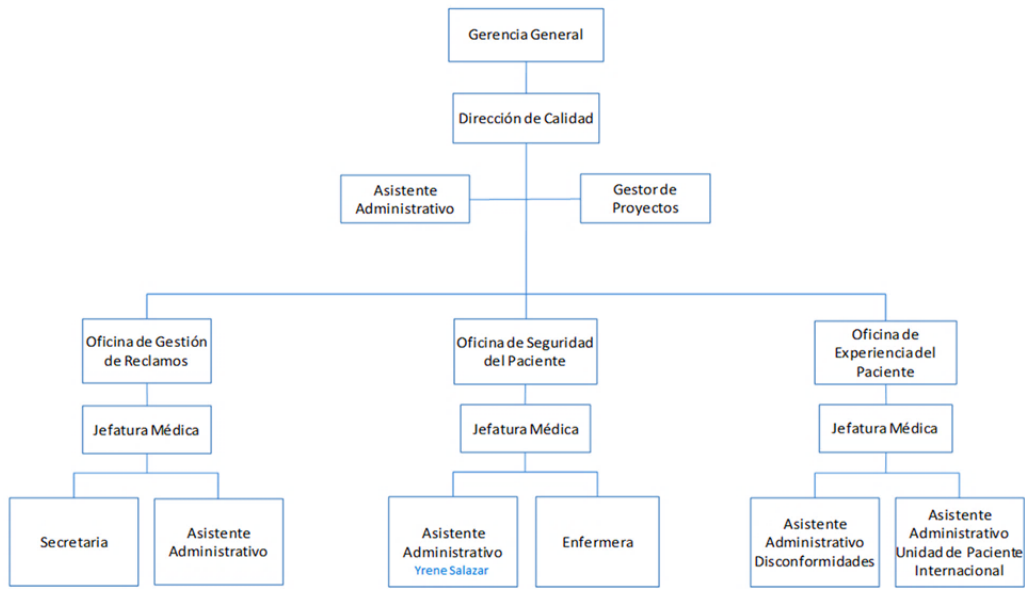 Gerencia General
Dirección de Calidad
Asistente
Administrativo
Gestor de
Proyectos
Oficina de Gestión
de Reclamos
Oficina de Seguridad
del Paciente
Oficina de
Experiencia del
Paciente
Jefatura Médica
Jefatura Médica
Jefatura Médica
Secretaria
Asistente
Administrativo
Asistente
Administrativo
Yrene Salazar
Enfermera
Asistente
Administrativo
Disconformidades
Asistente
Administrativo
Unidad de Paciente
Internacional